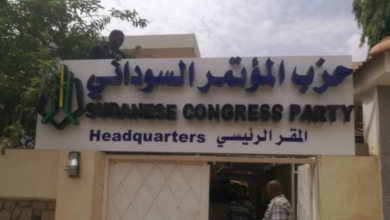 حزب المؤتمر السوداني
SUDANESE CONGRESS PARTY
Headquarters المقر الرئيسي